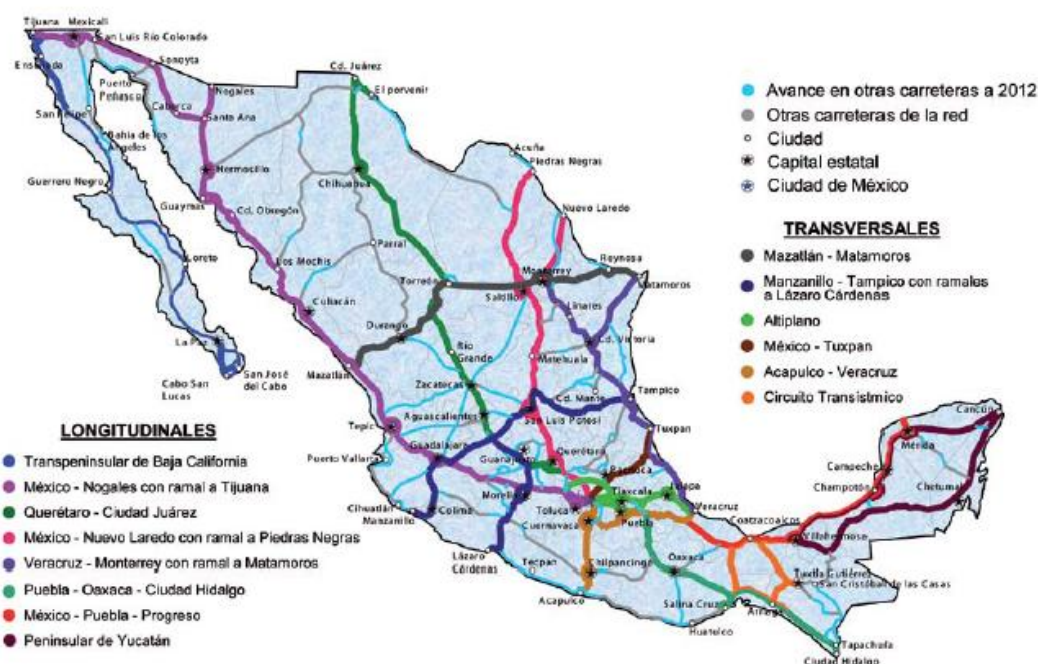 Tijuana Mexicali
San Luis Río Colorado
Ensenada
Sonoyta
Puerto
Peñasco
Nogales
Caborca
Santa Ana
San Felipe
Bahía de los
Angeles
Hermosillo
Guerrero Negro
Guaymas
Cd. Obregón
Loreto
Los Mochis
Culiacán
La Paz
Cabo San
Lucas
San José
del Cabo
Cd. Juárez
El porvenir
Chihuahua
Parral
Acuña
Piedras Negras
Nuevo Laredo
Reynosa
Matamoros
Monterrey
Torreón
Saltillo
Linares
Durango
Cd. Victoria
Mazatlán
Río
Grande
Matehuala
Zacatecas
Cd. Mante
Tampico
Aguascalientes
San Luis Potosí
Tepic
Tuxpan
Guadalajara
Guanajuato
Querétaro
Puerto Vallarta
Pachuca
Morelia
Tlaxcala
Jalapa
Cihuatlán
Manzanillo
Colima
Toluca
Veracruz
Cuernavaca
Puebla
Coatzacoalcos
Lázaro
Cárdenas
Tecpan
Chilpancingo
Oaxaca
Acapulco
Salina Cruz
Huatulco
Arriaga
Tuxtla Gutiérrez
San Cristóbal de las Casas
Tapachula
Ciudad Hidalgo
Villahermosa
Cancún
Mérida
Campeche
Champotón
Chetumal
Avance en otras carreteras a 2012
Otras carreteras de la red
Ciudad
Capital estatal
Ciudad de México
TRANSVERSALES
Mazatlán - Matamoros
Manzanillo - Tampico con ramales
a Lázaro Cárdenas
Altiplano
México - Tuxpan
Acapulco - Veracruz
Circuito Transístmico
LONGITUDINALES
Transpeninsular de Baja California
México - Nogales con ramal a Tijuana
Querétaro - Ciudad Juárez
México - Nuevo Laredo con ramal a Piedras Negras
Veracruz - Monterrey con ramal a Matamoros
Puebla - Oaxaca - Ciudad Hidalgo
México - Puebla - Progreso
Peninsular de Yucatán